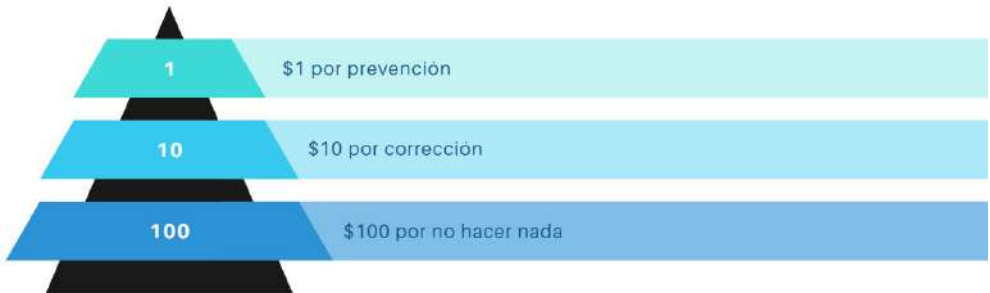 1
$1 por prevención
10
$10 por corrección
100
$100 por no hacer nada